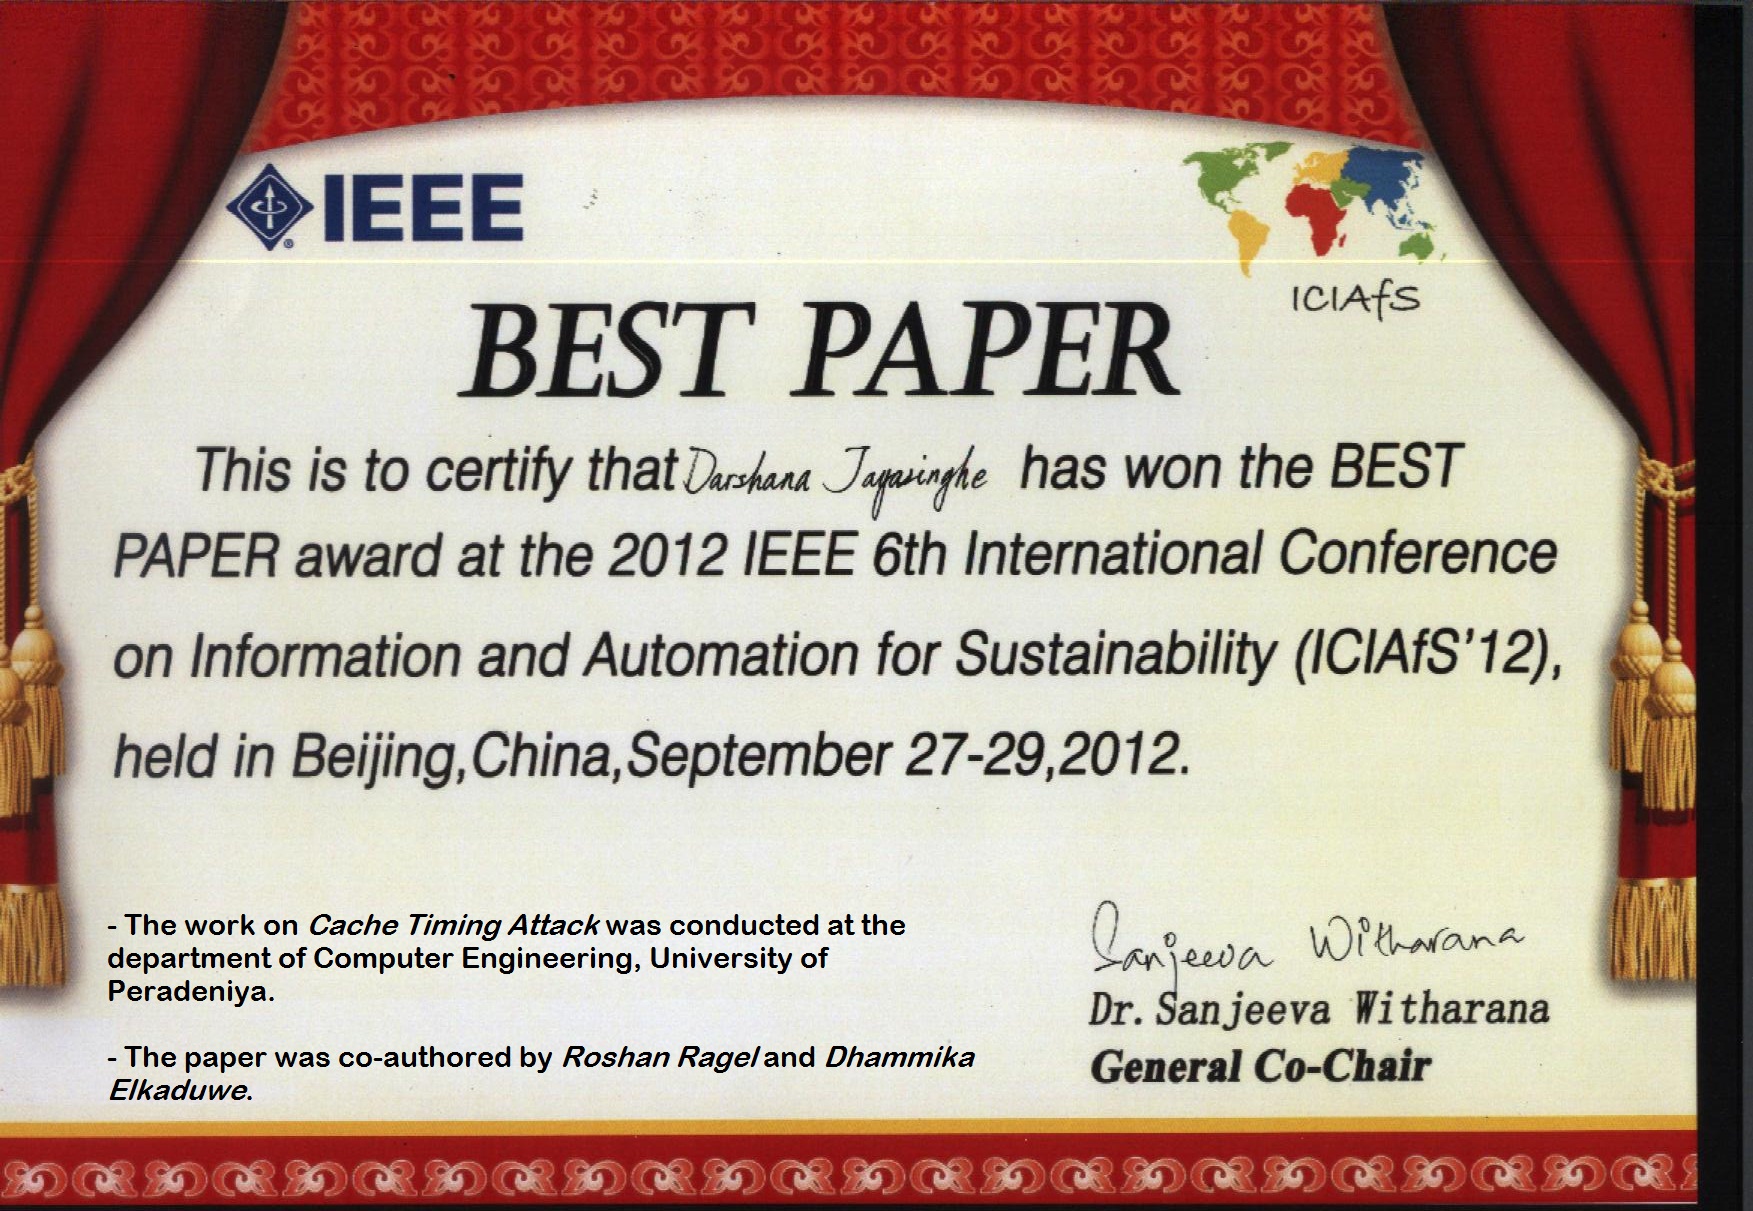 IEEE
ICIAfS
BEST PAPER
This is to certify that Darshana Jayasinghe has won the BEST
PAPER award at the 2012 IEEE 6th International Conference
on Information and Automation for Sustainability (ICIAfS'12),
held in Beijing,China,September 27-29,2012.
- The work on Cache Timing Attack was conducted at the
department of Computer Engineering, University of
Peradeniya.
- The paper was co-authored by Roshan Ragel and Dhammika
Elkaduwe.
Sanjeewa Witharana
Dr. Sanjeeva Witharana
General Co-Chair